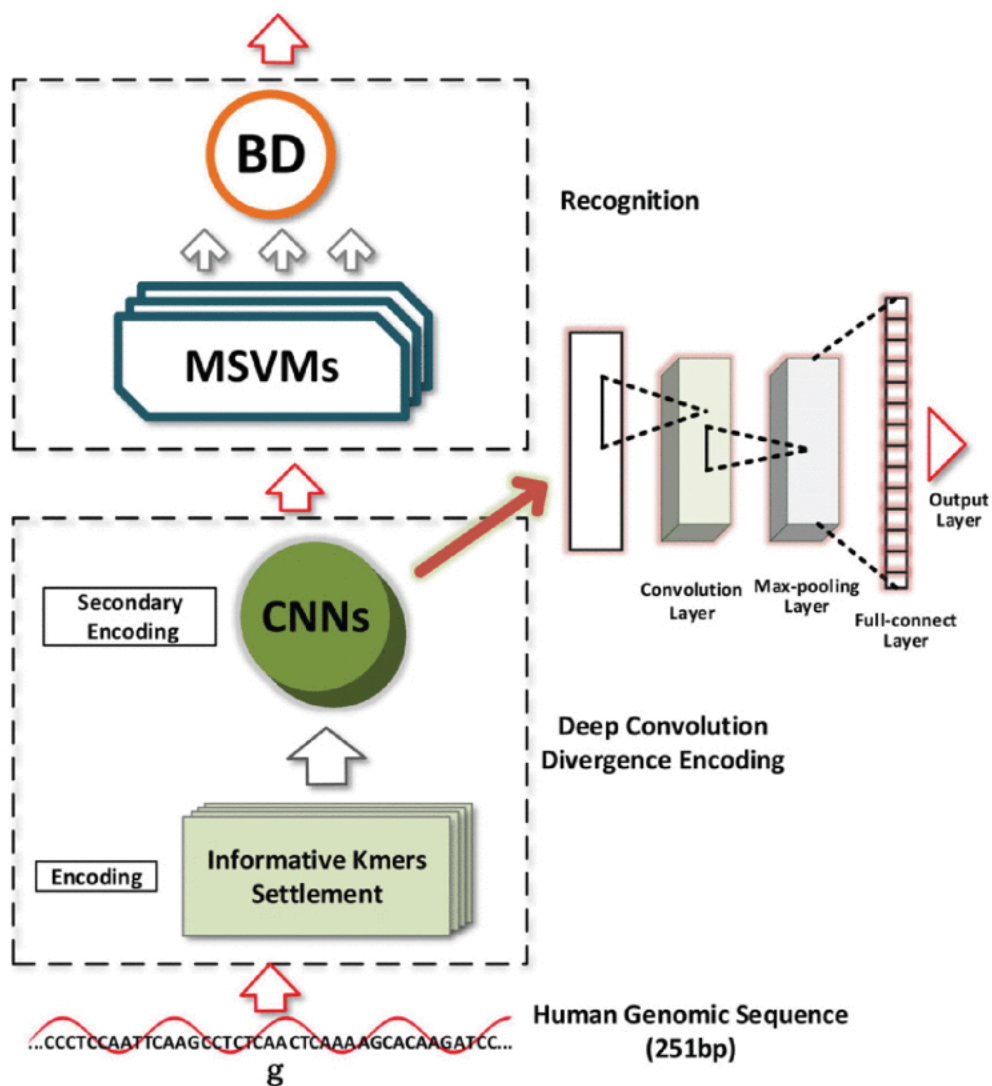 BD
Recognition
MSVMs
Output
Layer
Convolution
Layer
Max-pooling
Layer
Full-connect
Layer
Secondary
Encoding
CNNs
Deep Convolution
Divergence Encoding
Encoding
Informative Kmers
Settlement
Human Genomic Sequence
(251bp)
...CCCTCCAATTCAAGCCTCTCAACTCAAAAGCACAAGATCC...
g